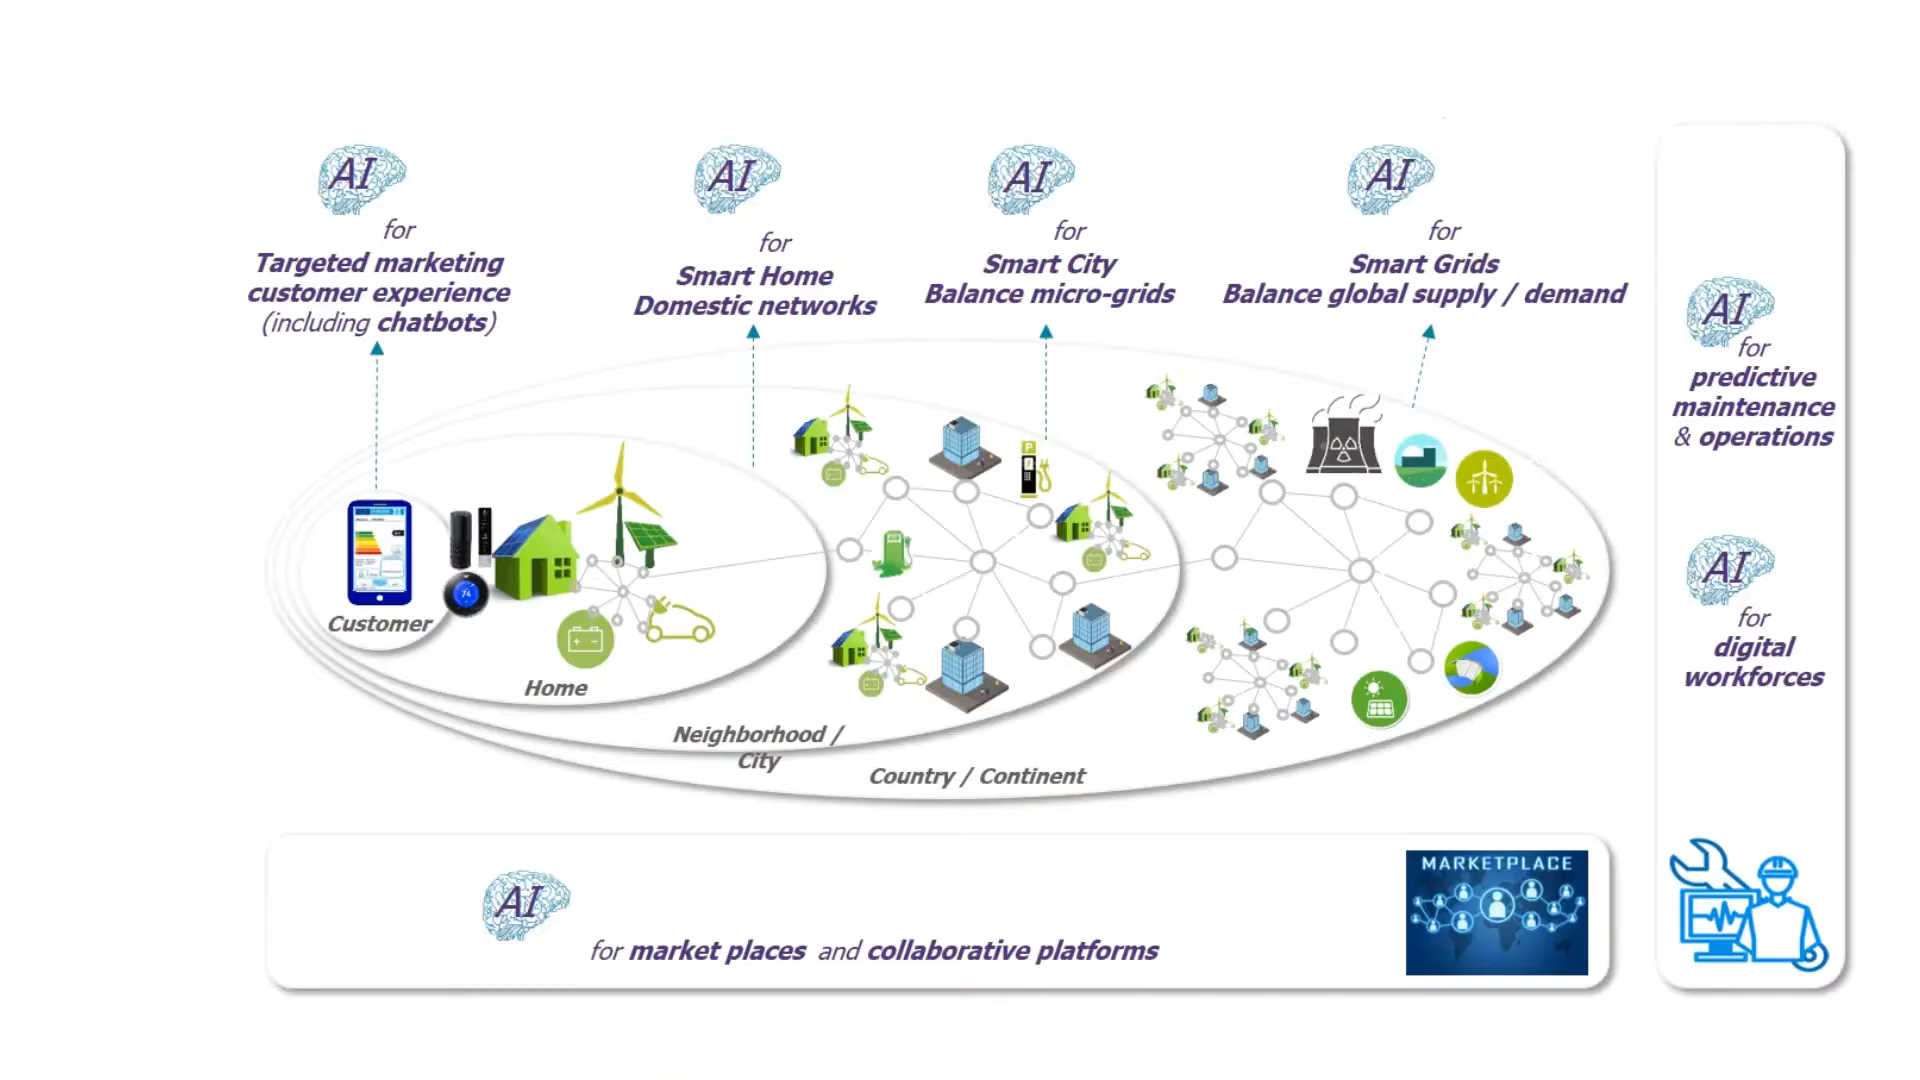 AI
for
Targeted marketing
customer experience
(including chatbots)
AI
for
Smart Home
Domestic networks
AI
for
Smart City
Balance micro-grids
AI
for
Smart Grids
Balance global supply / demand
AI
for
predictive
maintenance
& operations
AI
for
digital
workforces
P
74
Customer
Home
Neighborhood /
City
Country / Continent
AI
for market places and collaborative platforms
MARKETPLACE